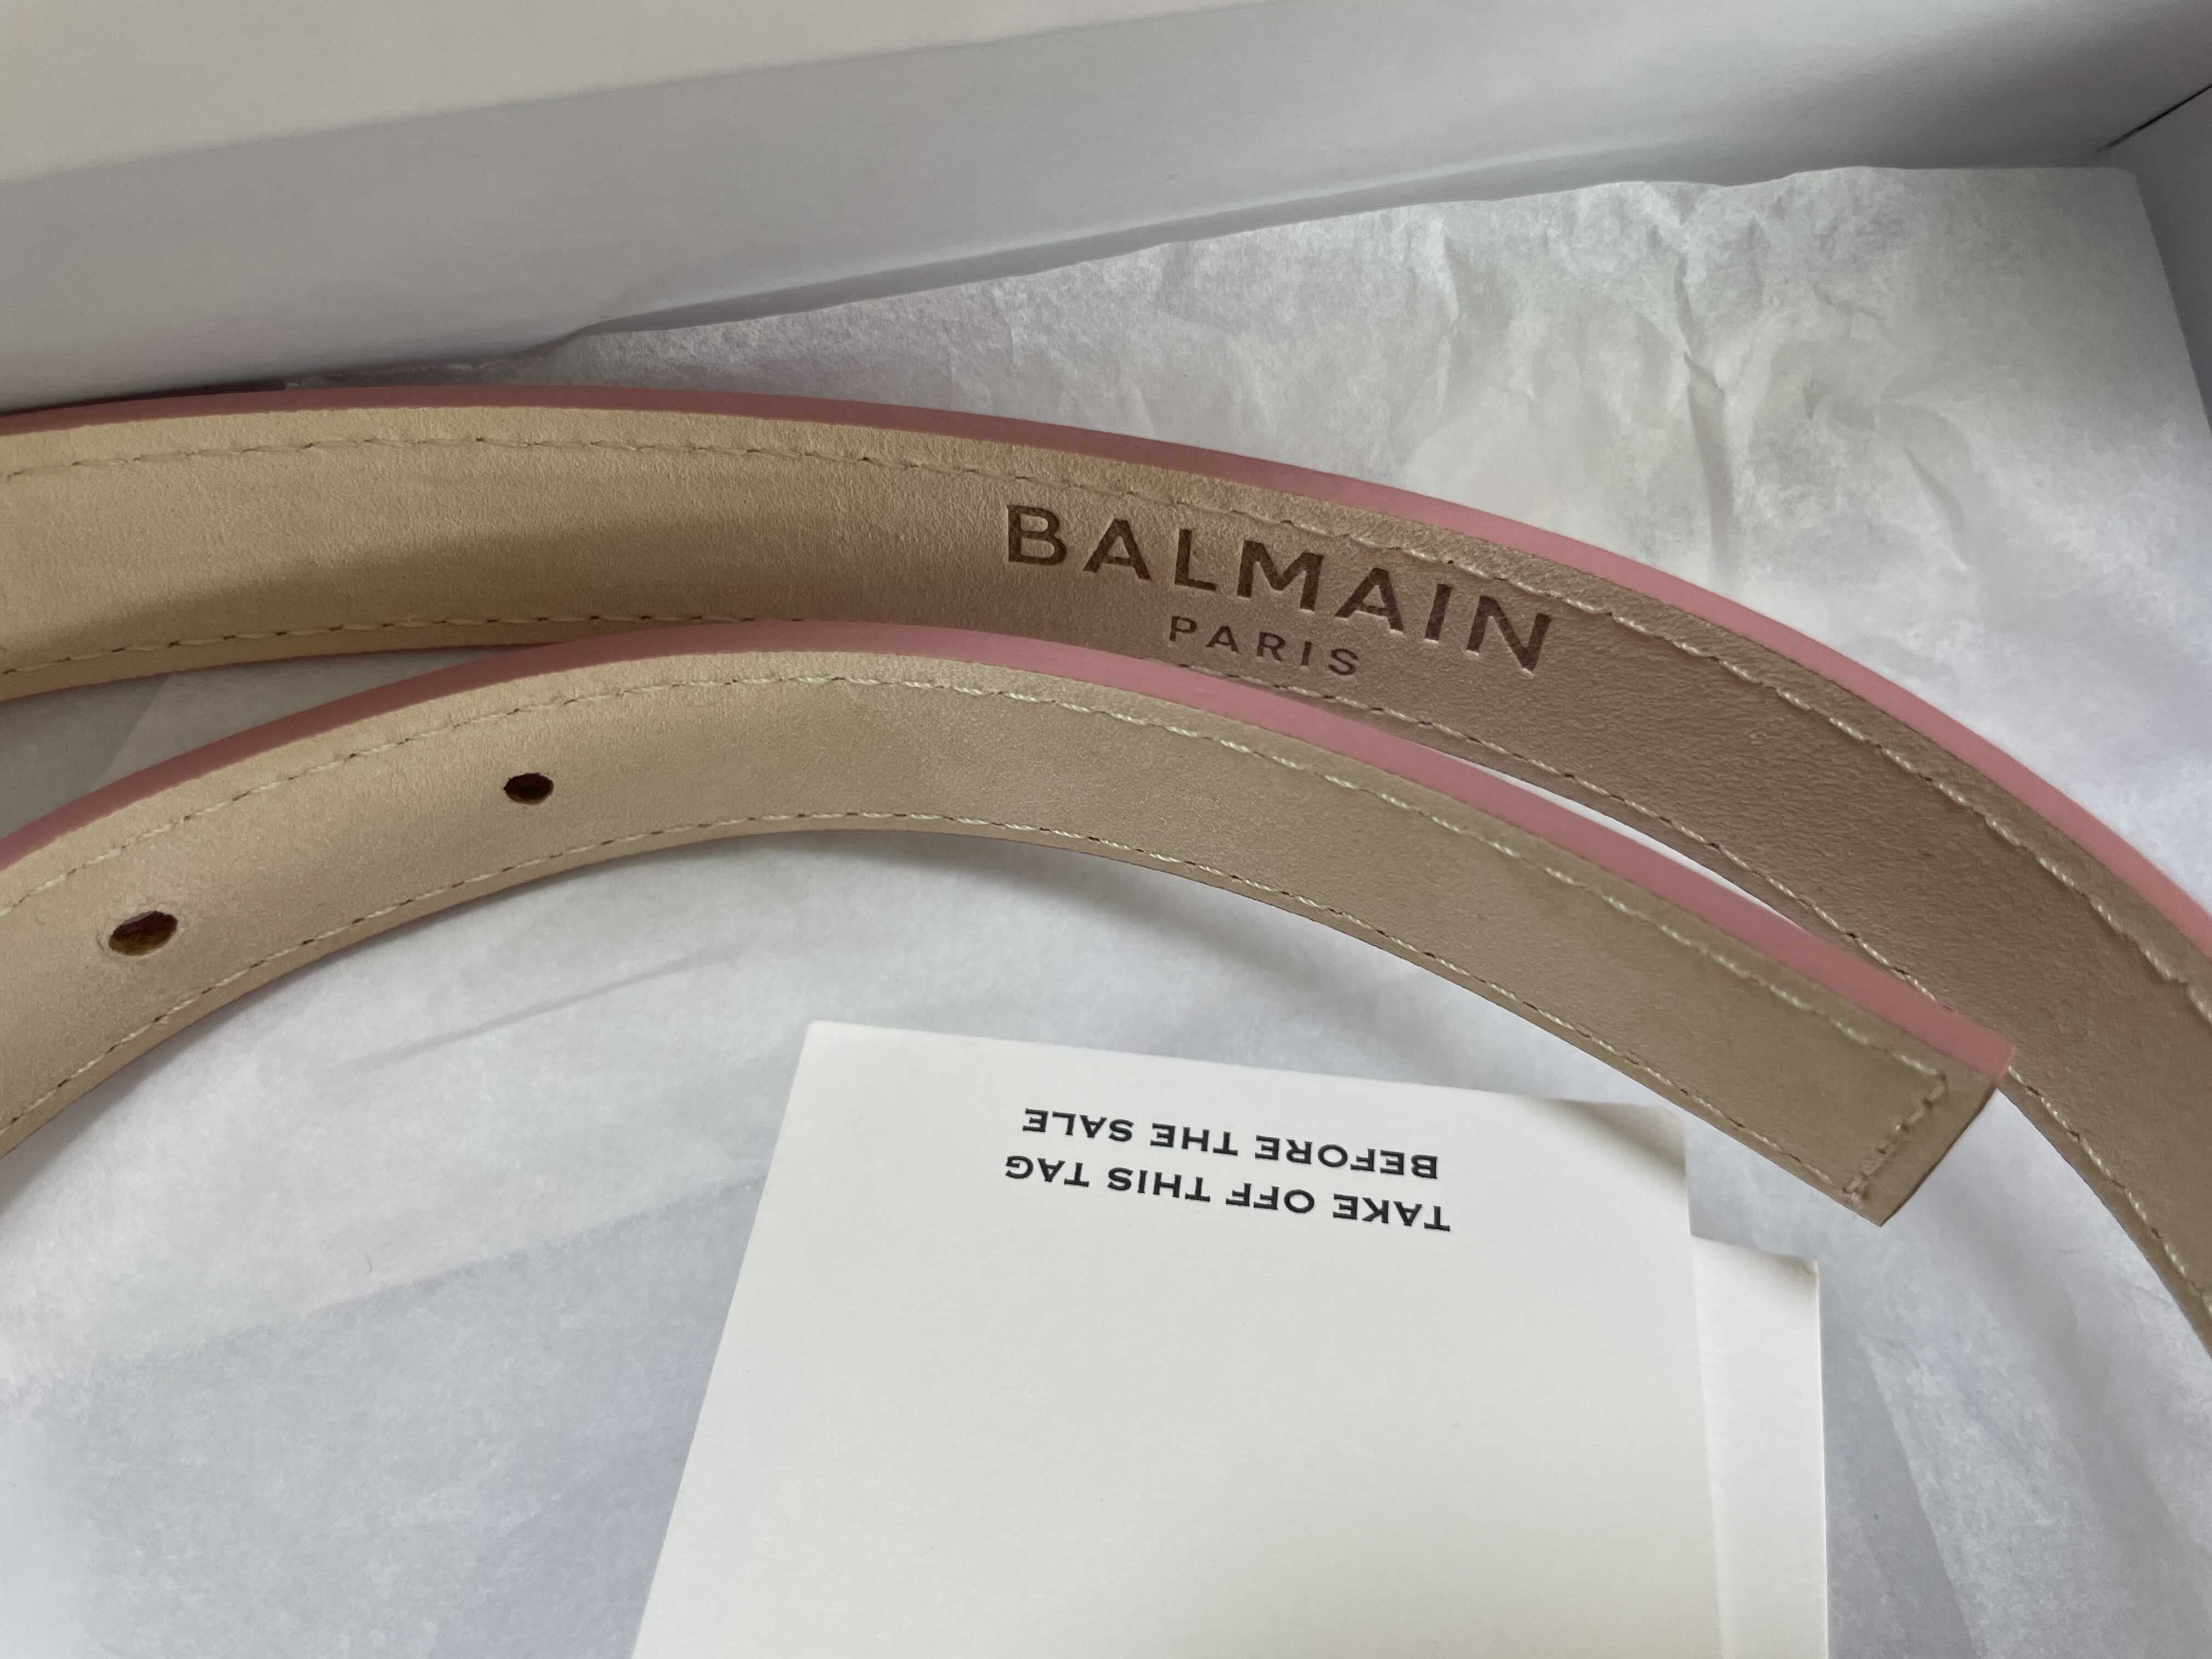 BALMAIN
PARIS
TAKE OFF THIS TAG
BEFORE THE SALE